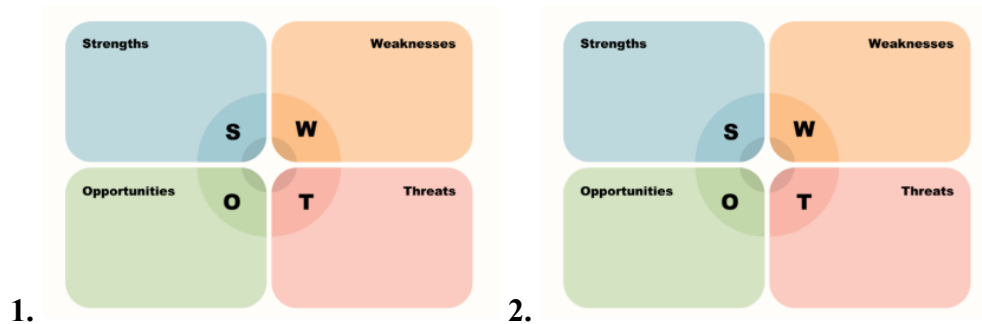 Strengths Weaknesses
S W
Opportunities Threats
O T
1.
Strengths Weaknesses
S W
Opportunities Threats
O T
2.